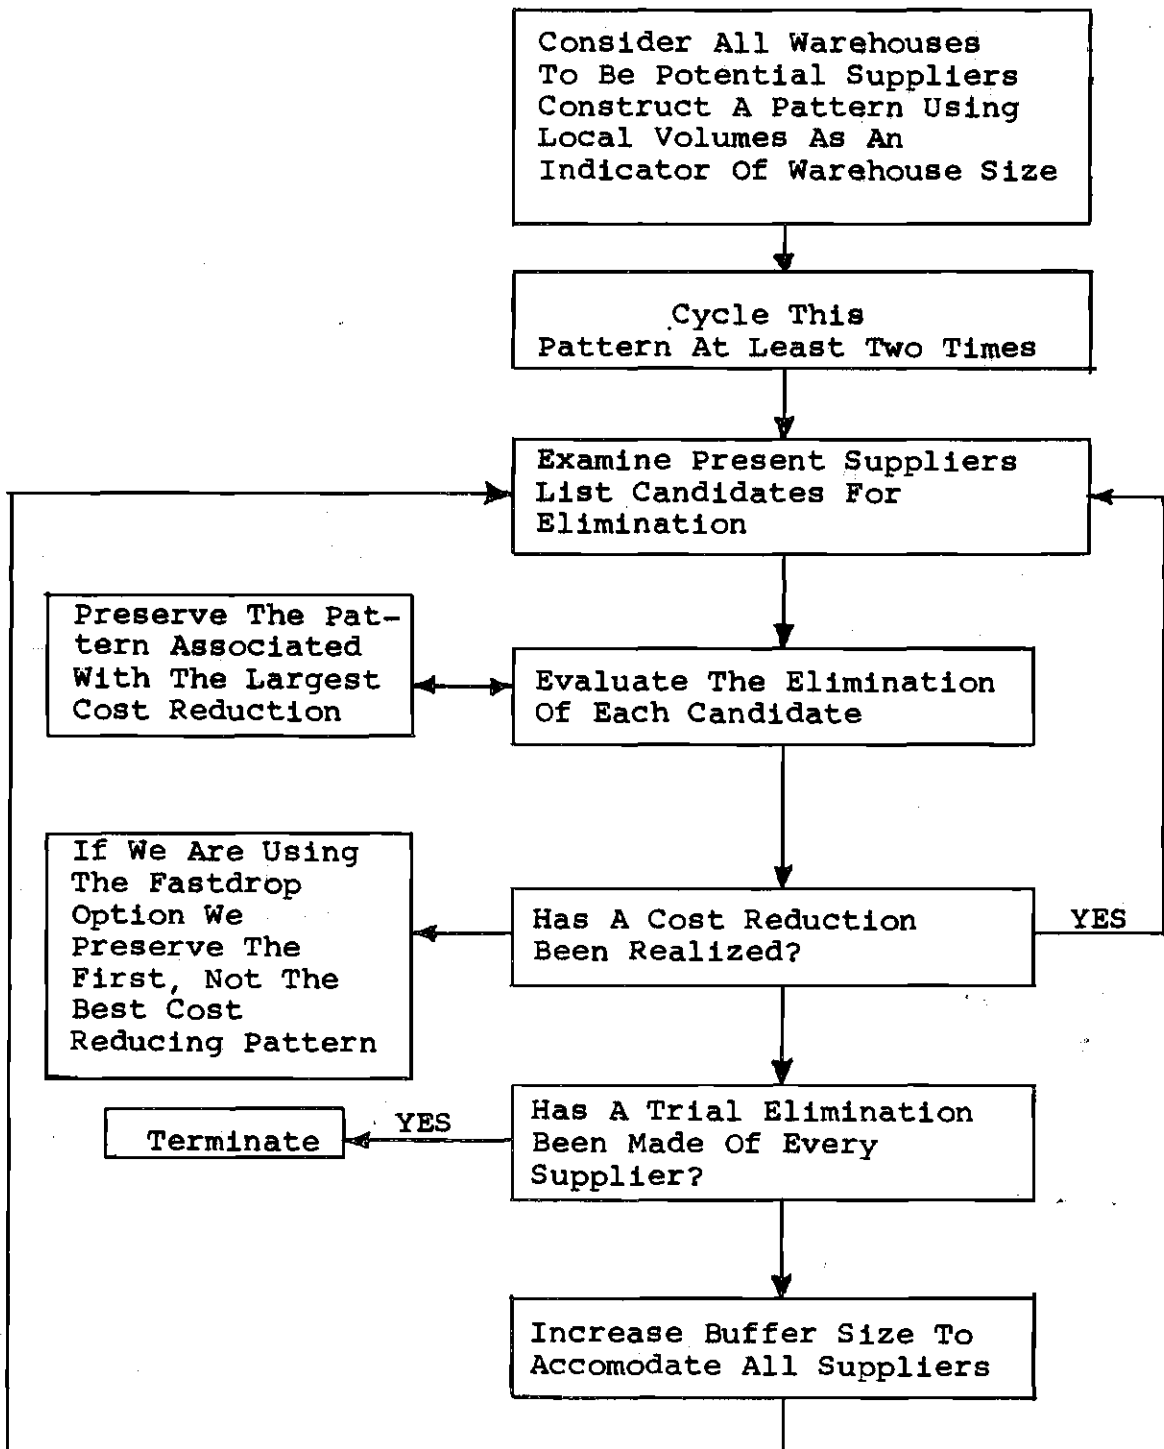 Consider All Warehouses
To Be Potential Suppliers
Construct A Pattern Using
Local Volumes As An
Indicator Of Warehouse Size
Cycle This
Pattern At Least Two Times
Examine Present Suppliers
List Candidates For
Elimination
Preserve The Pat-
tern Associated
With The Largest
Cost Reduction
Evaluate The Elimination
Of Each Candidate
If We Are Using
The Fastdrop
Option We
Preserve The
First, Not The
Best Cost
Reducing Pattern
Has A Cost Reduction
Been Realized?
YES
Has A Trial Elimination
Been Made Of Every
Supplier?
YES
Terminate
Increase Buffer Size To
Accomodate All Suppliers